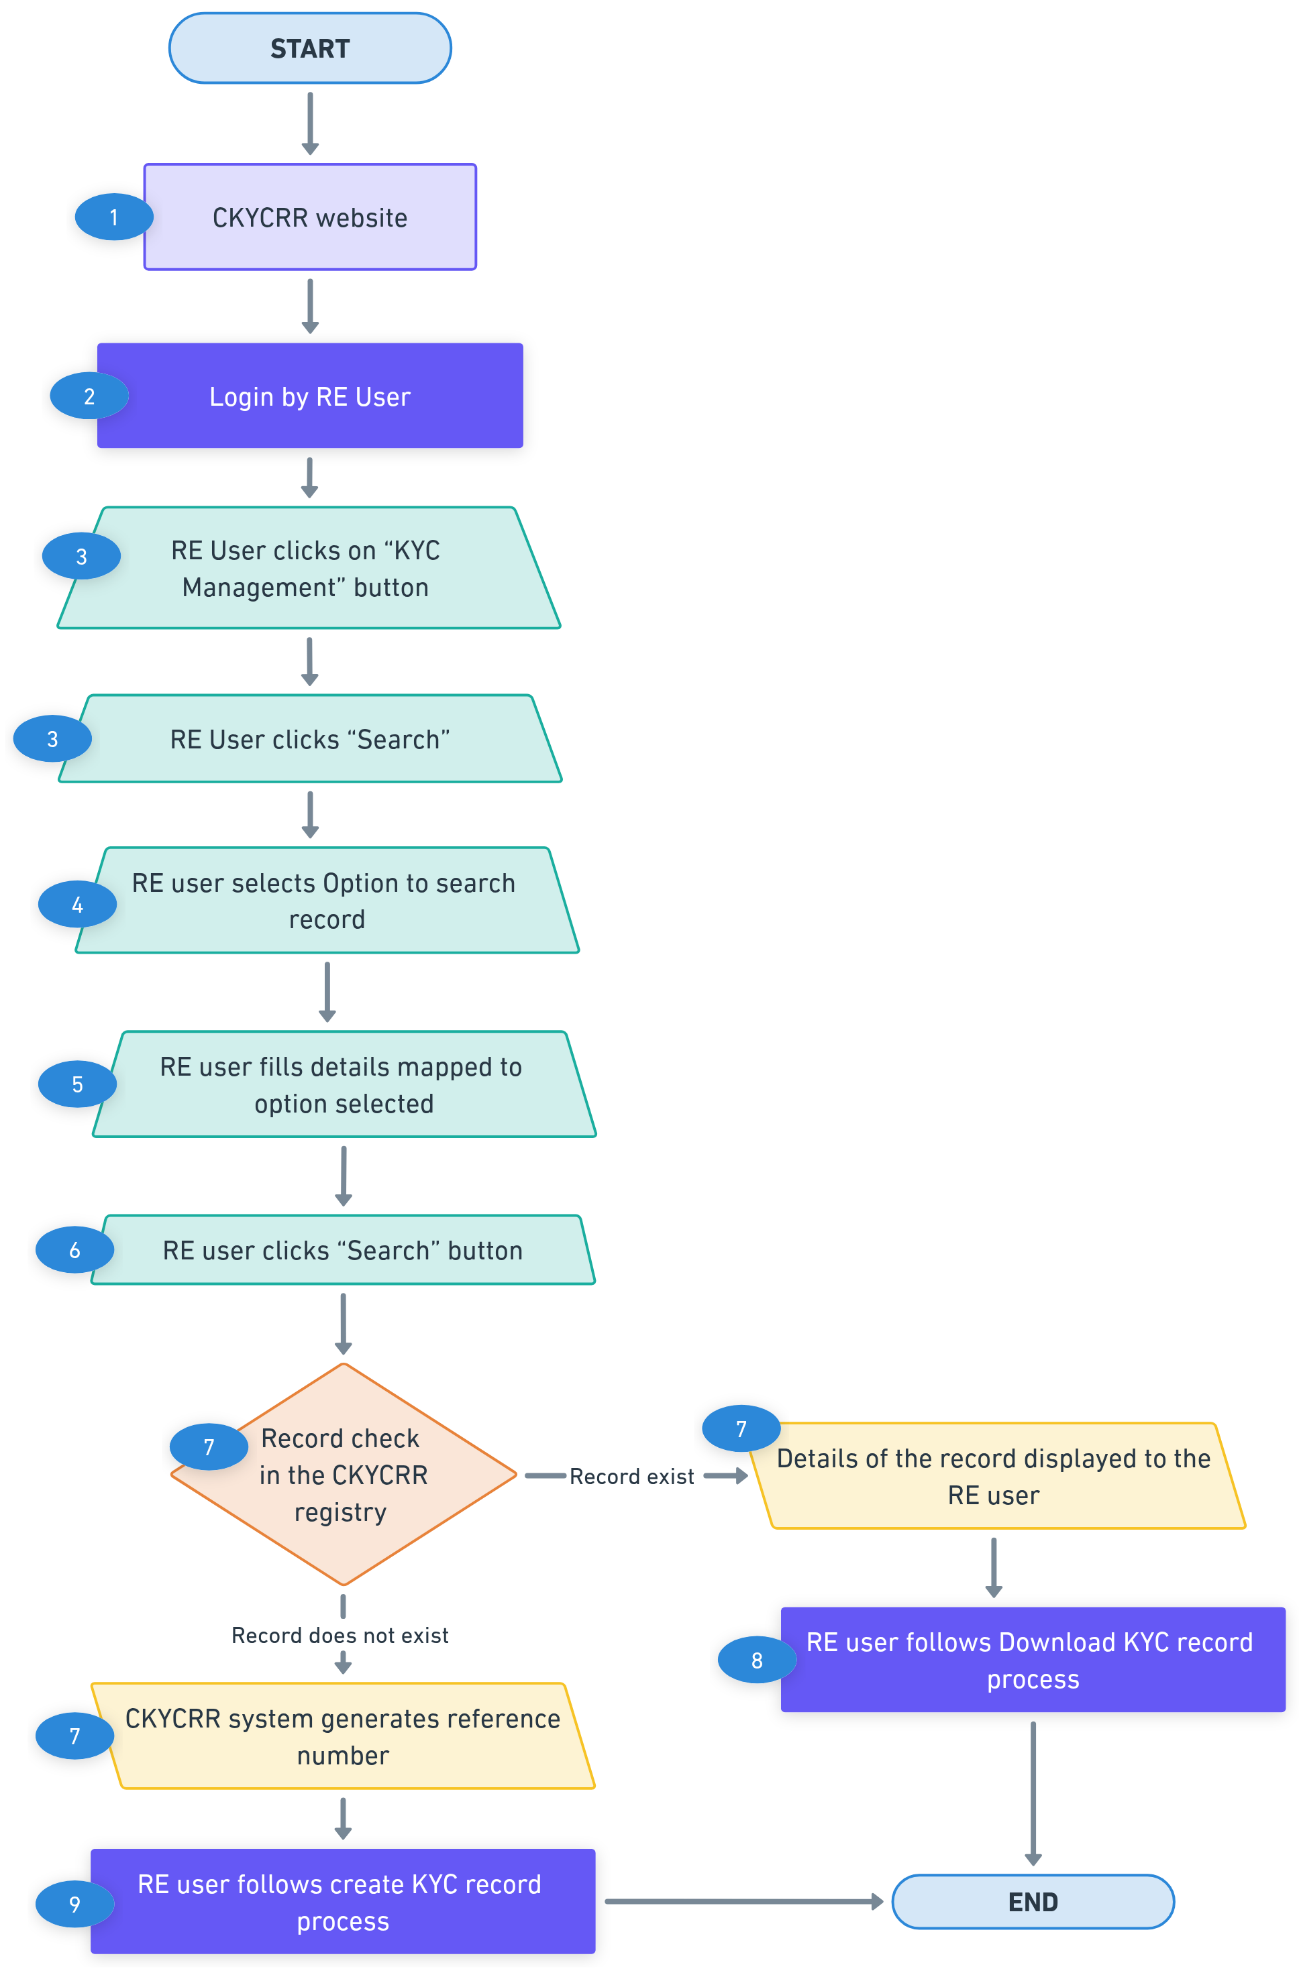 START
1
CKYCRR website
2
Login by RE User
3
RE User clicks on “KYC
Management” button
3
RE User clicks “Search”
4
RE user selects Option to search
record
5
RE user fills details mapped to
option selected
6
RE user clicks “Search” button
7
Record check
in the CKYCRR
registry
Record exist
7
Details of the record displayed to the
RE user
8
RE user follows Download KYC record
process
Record does not exist
7
CKYCRR system generates reference
number
9
RE user follows create KYC record
process
END